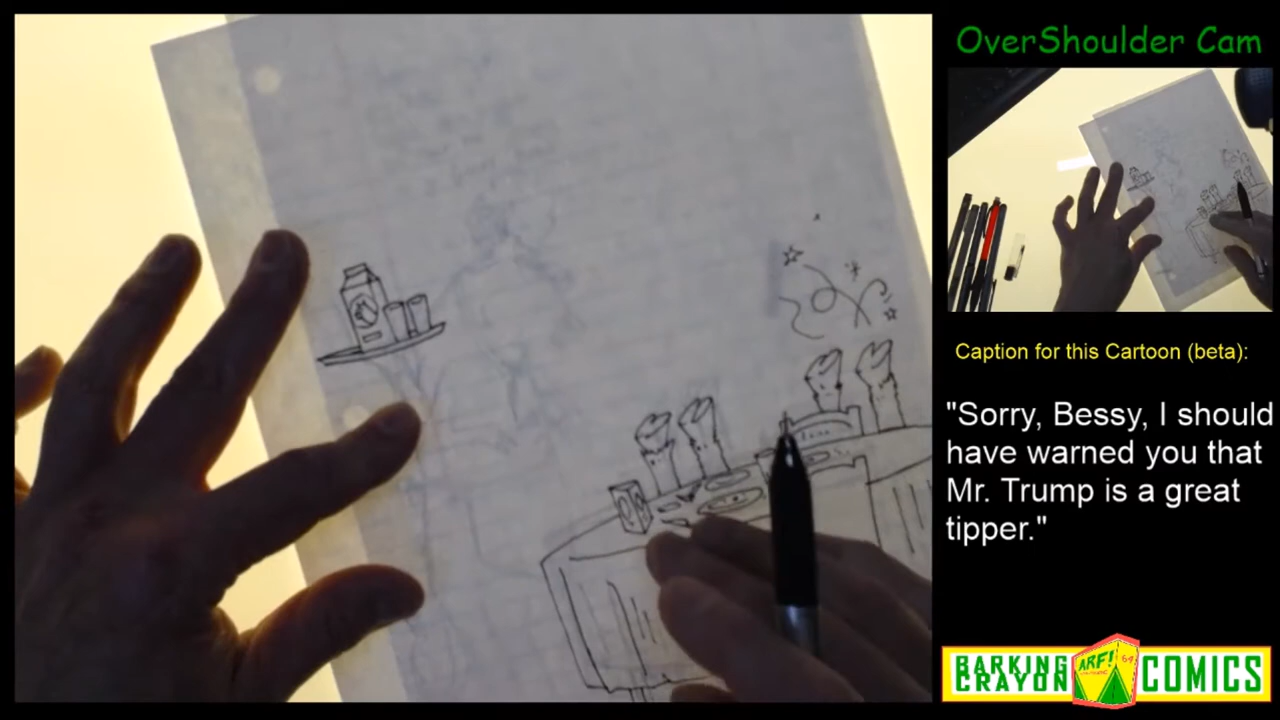 OverShoulder Cam
Caption for this Cartoon (beta):
"Sorry, Bessy, I should
have warned you that
Mr. Trump is a great
tipper."
BARKING
CRAYON
ARF!
64
COMICS